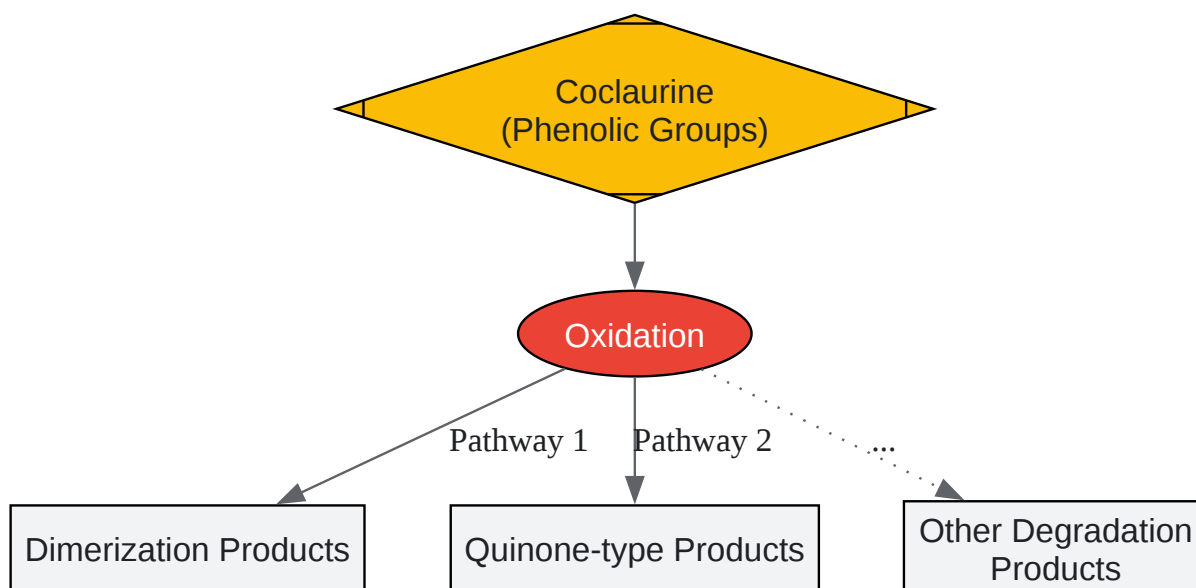 Coclaurine
(Phenolic Groups)
Oxidation
Pathway 1
Pathway 2
...
Dimerization Products
Quinone-type Products
Other Degradation
Products